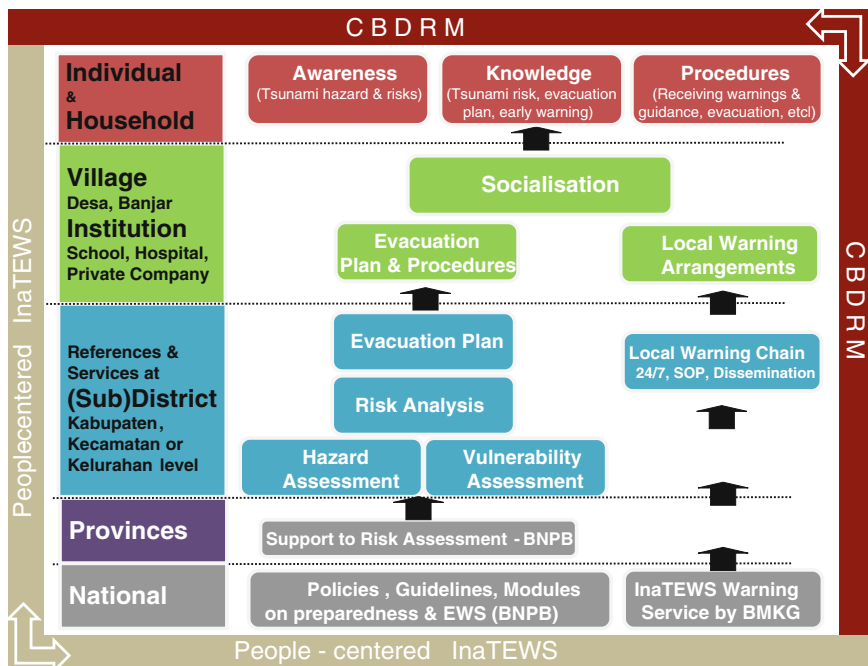 CBDRM
Individual
&
Household
Awareness
(Tsunami hazard & risks)
Knowledge
(Tsunami risk, evacuation
plan, early warning)
Procedures
(Receiving warnings &
guidance, evacuation, etcl)
Village
Desa, Banjar
Institution
School, Hospital,
Private Company
Socialisation
Evacuation
Plan & Procedures
Local Warning
Arrangements
References &
Services at
(Sub)District
Kabupaten,
Kecamatan or
Kelurahan level
Evacuation Plan
Risk Analysis
Hazard
Assessment
Vulnerability
Assessment
Local Warning Chain
24/7, SOP, Dissemination
Provinces
Support to Risk Assessment - BNPB
National
Policies , Guidelines, Modules
on preparedness & EWS (BNPB)
InaTEWS Warning
Service by BMKG
Peoplecentered InaTEWS
CBDRM
People - centered InaTEWS